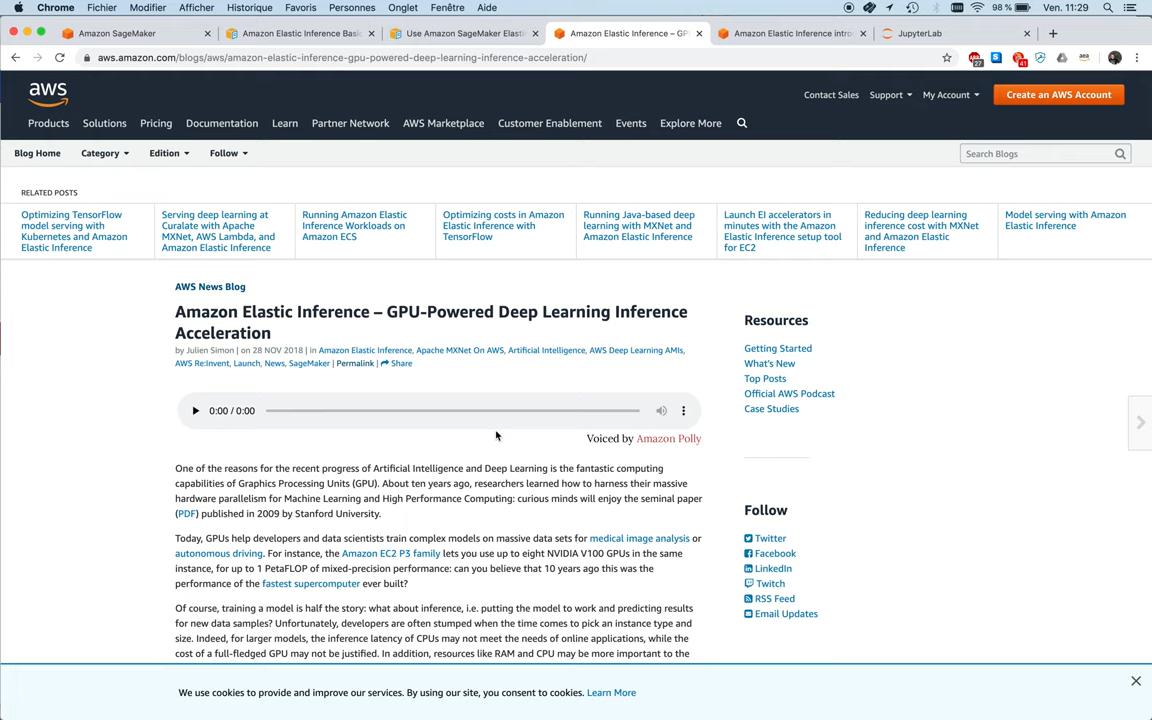 Chrome Fichier Modifier Afficher Historique Favoris Personnes Onglet Fenêtre Aide 98 % Ven. 11:29
Amazon SageMaker
Amazon Elastic Inference Basic
Use Amazon SageMaker Elasti
Amazon Elastic Inference – GP
Amazon Elastic Inference intro
JupyterLab
aws.amazon.com/blogs/aws/amazon-elastic-inference-gpu-powered-deep-learning-inference-acceleration/
27
41
aws
Contact Sales Support My Account Create an AWS Account
Products Solutions Pricing Documentation Learn Partner Network AWS Marketplace Customer Enablement Events Explore More
Blog Home Category Edition Follow Search Blogs
RELATED POSTS
Optimizing TensorFlow
model serving with
Kubernetes and Amazon
Elastic Inference
Serving deep learning at
Curalate with Apache
MXNet, AWS Lambda, and
Amazon Elastic Inference
Running Amazon Elastic
Inference Workloads on
Amazon ECS
Optimizing costs in Amazon
Elastic Inference with
TensorFlow
Running Java-based deep
learning with MXNet and
Amazon Elastic Inference
Launch EI accelerators in
minutes with the Amazon
Elastic Inference setup tool
for EC2
Reducing deep learning
inference cost with MXNet
and Amazon Elastic
Inference
Model serving with Amazon
Elastic Inference
AWS News Blog
Amazon Elastic Inference – GPU-Powered Deep Learning Inference
Acceleration
by Julien Simon | on 28 NOV 2018 | in Amazon Elastic Inference, Apache MXNet On AWS, Artificial Intelligence, AWS Deep Learning AMIs,
AWS Re:Invent, Launch, News, SageMaker | Permalink | Share
0:00 / 0:00
Voiced by Amazon Polly
One of the reasons for the recent progress of Artificial Intelligence and Deep Learning is the fantastic computing
capabilities of Graphics Processing Units (GPU). About ten years ago, researchers learned how to harness their massive
hardware parallelism for Machine Learning and High Performance Computing: curious minds will enjoy the seminal paper
(PDF) published in 2009 by Stanford University.
Today, GPUs help developers and data scientists train complex models on massive data sets for medical image analysis or
autonomous driving. For instance, the Amazon EC2 P3 family lets you use up to eight NVIDIA V100 GPUs in the same
instance, for up to 1 PetaFLOP of mixed-precision performance: can you believe that 10 years ago this was the
performance of the fastest supercomputer ever built?
Of course, training a model is half the story: what about inference, i.e. putting the model to work and predicting results
for new data samples? Unfortunately, developers are often stumped when the time comes to pick an instance type and
size. Indeed, for larger models, the inference latency of CPUs may not meet the needs of online applications, while the
cost of a full-fledged GPU may not be justified. In addition, resources like RAM and CPU may be more important to the
Resources
Getting Started
What's New
Top Posts
Official AWS Podcast
Case Studies
Follow
Twitter
Facebook
LinkedIn
Twitch
RSS Feed
Email Updates
We use cookies to provide and improve our services. By using our site, you consent to cookies. Learn More